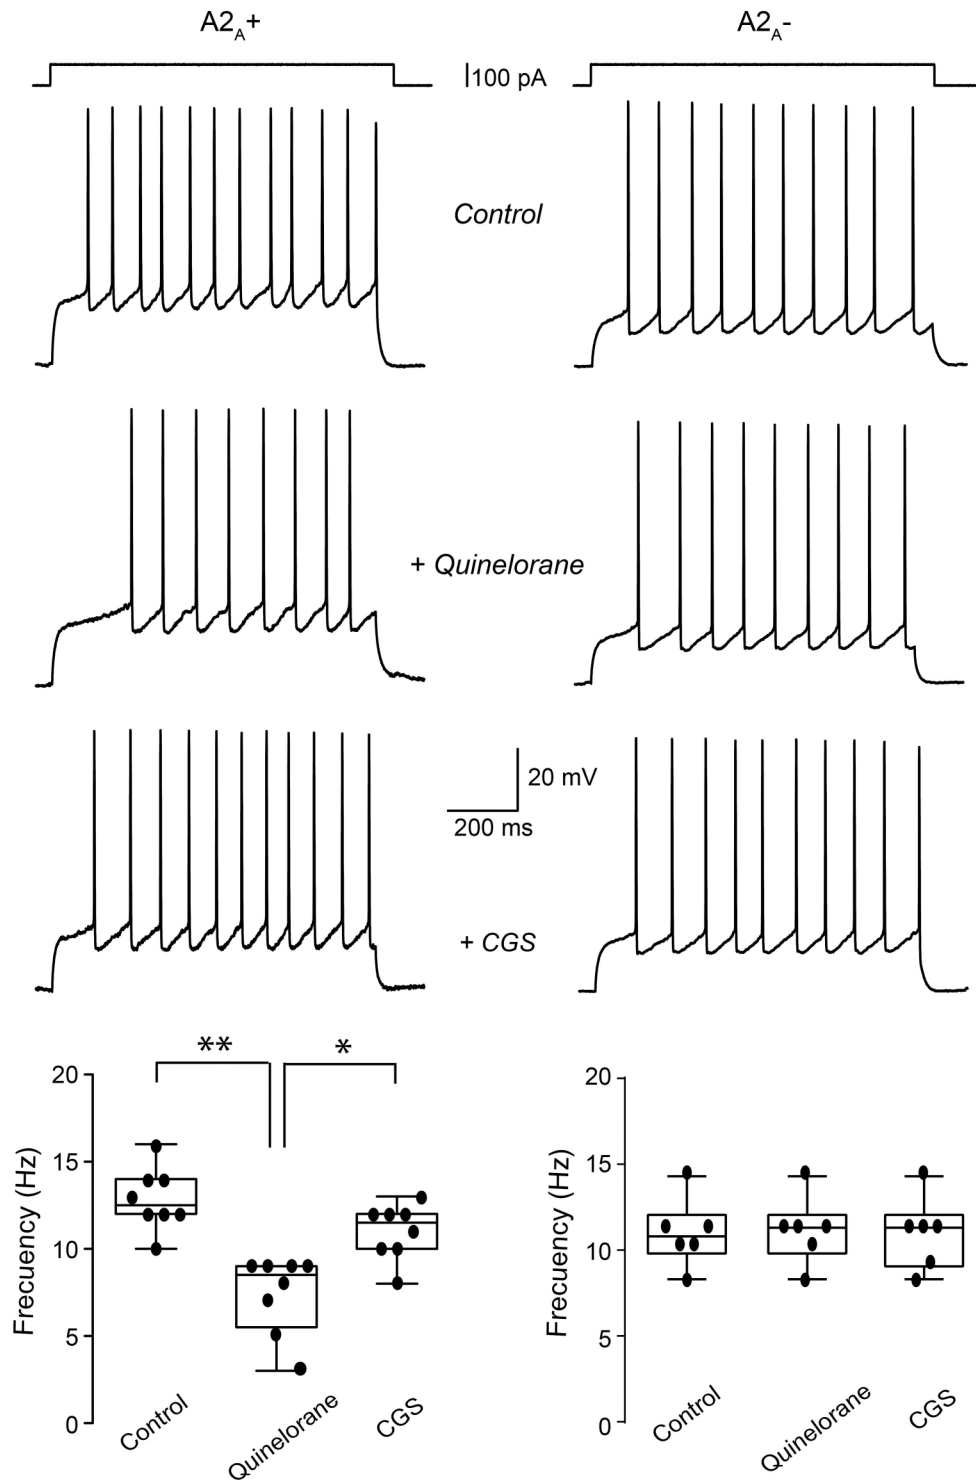 A2A+
A2A-
100 pA
Control
+ Quinelorane
20 mV
200 ms
+ CGS
** *
20
15
10
5
0
Frecuency (Hz)
Control
Quinelorane
CGS
20
15
10
5
0
Frecuency (Hz)
Control
Quinelorane
CGS